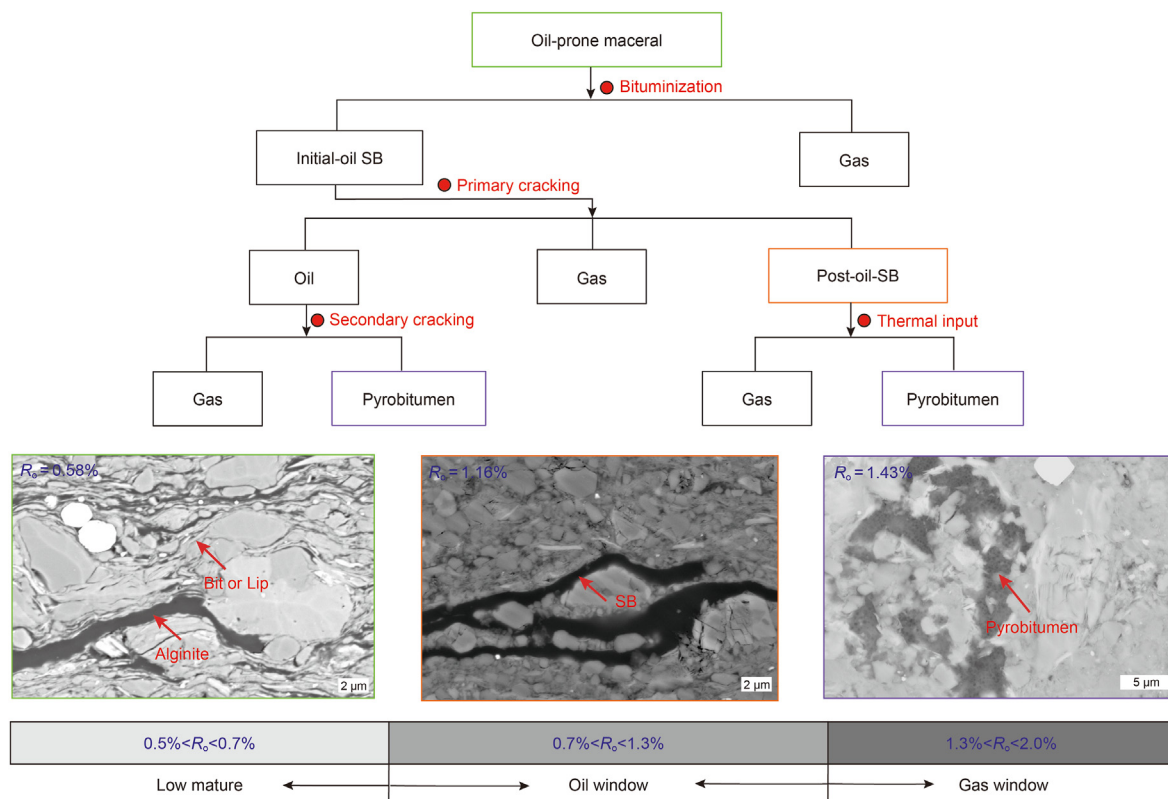 Oil-prone maceral
Bituminization
Initial-oil SB
Gas
Primary cracking
Oil
Gas
Post-oil-SB
Secondary cracking
Thermal input
Gas
Pyrobitumen
Gas
Pyrobitumen
Rₒ = 0.58%
Bit or Lip
Alginite
2 μm
Rₒ = 1.16%
SB
2 μm
Rₒ = 1.43%
Pyrobitumen
5 μm
0.5%<Rₒ<0.7%
0.7%<Rₒ<1.3%
1.3%<Rₒ<2.0%
Low mature
Oil window
Gas window